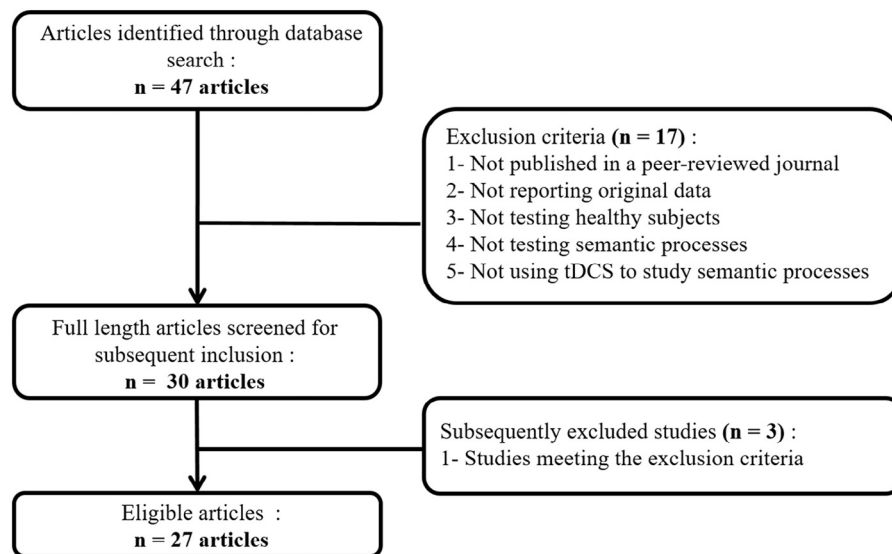 Articles identified through database
search :
n = 47 articles
Exclusion criteria (n = 17) :
1- Not published in a peer-reviewed journal
2- Not reporting original data
3- Not testing healthy subjects
4- Not testing semantic processes
5- Not using tDCS to study semantic processes
Full length articles screened for
subsequent inclusion :
n = 30 articles
Subsequently excluded studies (n = 3) :
1- Studies meeting the exclusion criteria
Eligible articles :
n = 27 articles